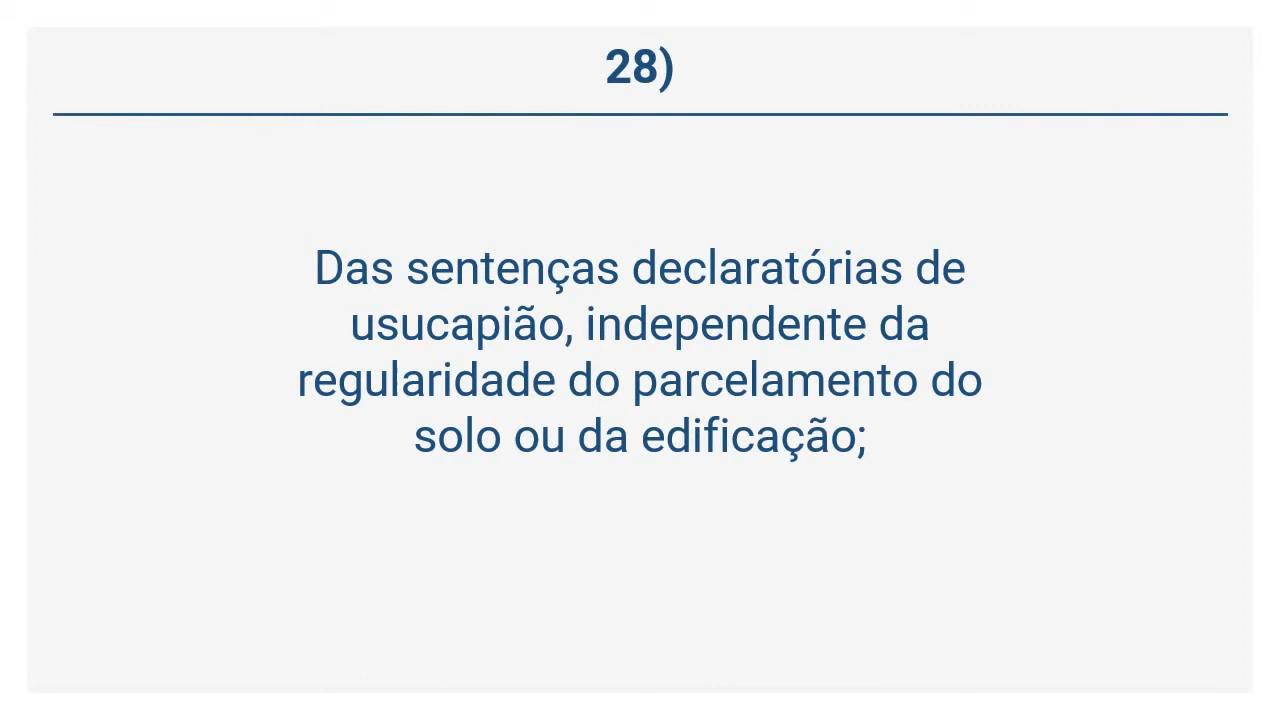 28)
Das sentenças declaratórias de
usucapião, independente da
regularidade do parcelamento do
solo ou da edificação;